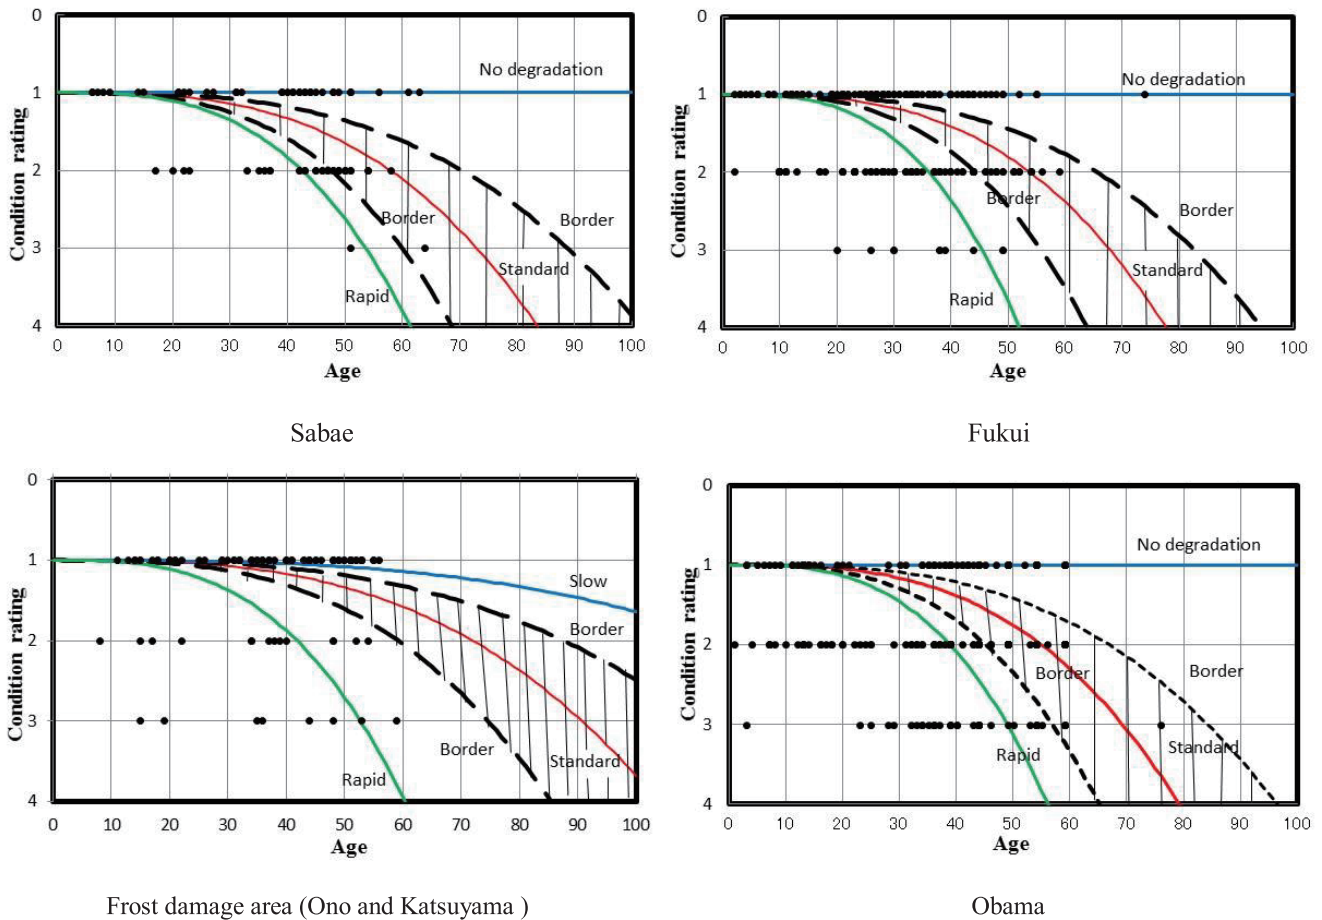 0
1
2
3
4
Condition rating
No degradation
Border
Border
Standard
Rapid
0 10 20 30 40 50 60 70 80 90 100
Age
Sabae
0
1
2
3
4
Condition rating
No degradation
Border
Border
Standard
Rapid
0 10 20 30 40 50 60 70 80 90 100
Age
Fukui
0
1
2
3
4
Condition rating
Slow
Border
Border
Standard
Rapid
0 10 20 30 40 50 60 70 80 90 100
Age
Frost damage area (Ono and Katsuyama )
0
1
2
3
4
Condition rating
No degradation
Border
Border
Standard
Rapid
0 10 20 30 40 50 60 70 80 90 100
Age
Obama